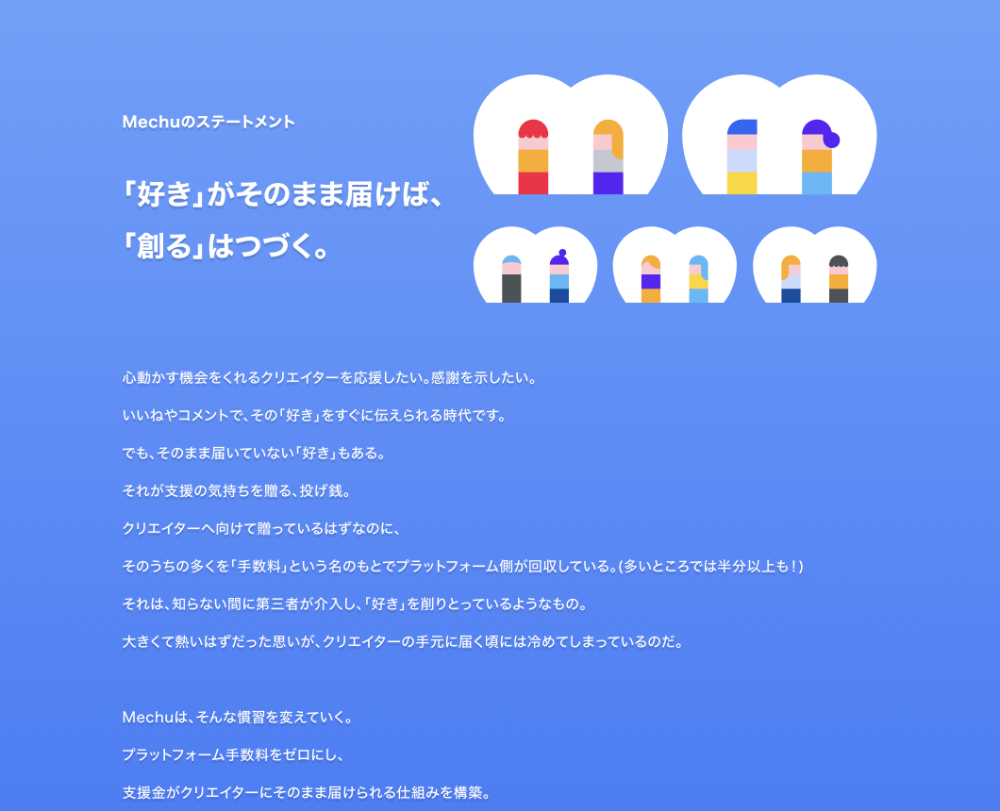 Mechuのステートメント
「好き」がそのまま届けば、
「創る」はつづく。
心動かす機会をくれるクリエイターを応援したい。感謝を示したい。
いいねやコメントで、その「好き」をすぐに伝えられる時代です。
でも、そのまま届いていない「好き」もある。
それが支援の気持ちを贈る、投げ銭。
クリエイターへ向けて贈っているはずなのに、
そのうちの多くを「手数料」という名のもとでプラットフォーム側が回収している。(多いところでは半分以上も！)
それは、知らない間に第三者が介入し、「好き」を削りとっているようなもの。
大きくて熱いはずだった思いが、クリエイターの手元に届く頃には冷めてしまっているのだ。
Mechuは、そんな慣習を変えていく。
プラットフォーム手数料をゼロにし、
支援金がクリエイターにそのまま届けられる仕組みを構築。